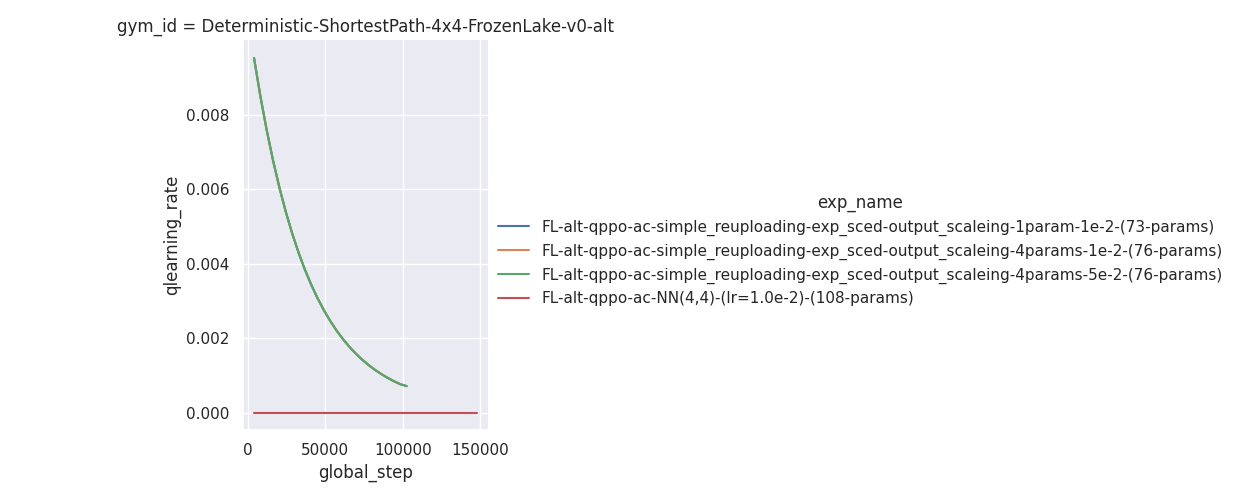 gym_id = Deterministic-ShortestPath-4x4-FrozenLake-v0-alt
0.008
0.006
0.004
0.002
0.000
qlearning_rate
0 50000 100000 150000
global_step
exp_name
FL-alt-qppo-ac-simple_reuploading-exp_sced-output_scaleing-1param-1e-2-(73-params)
FL-alt-qppo-ac-simple_reuploading-exp_sced-output_scaleing-4params-1e-2-(76-params)
FL-alt-qppo-ac-simple_reuploading-exp_sced-output_scaleing-4params-5e-2-(76-params)
FL-alt-qppo-ac-NN(4,4)-(lr=1.0e-2)-(108-params)